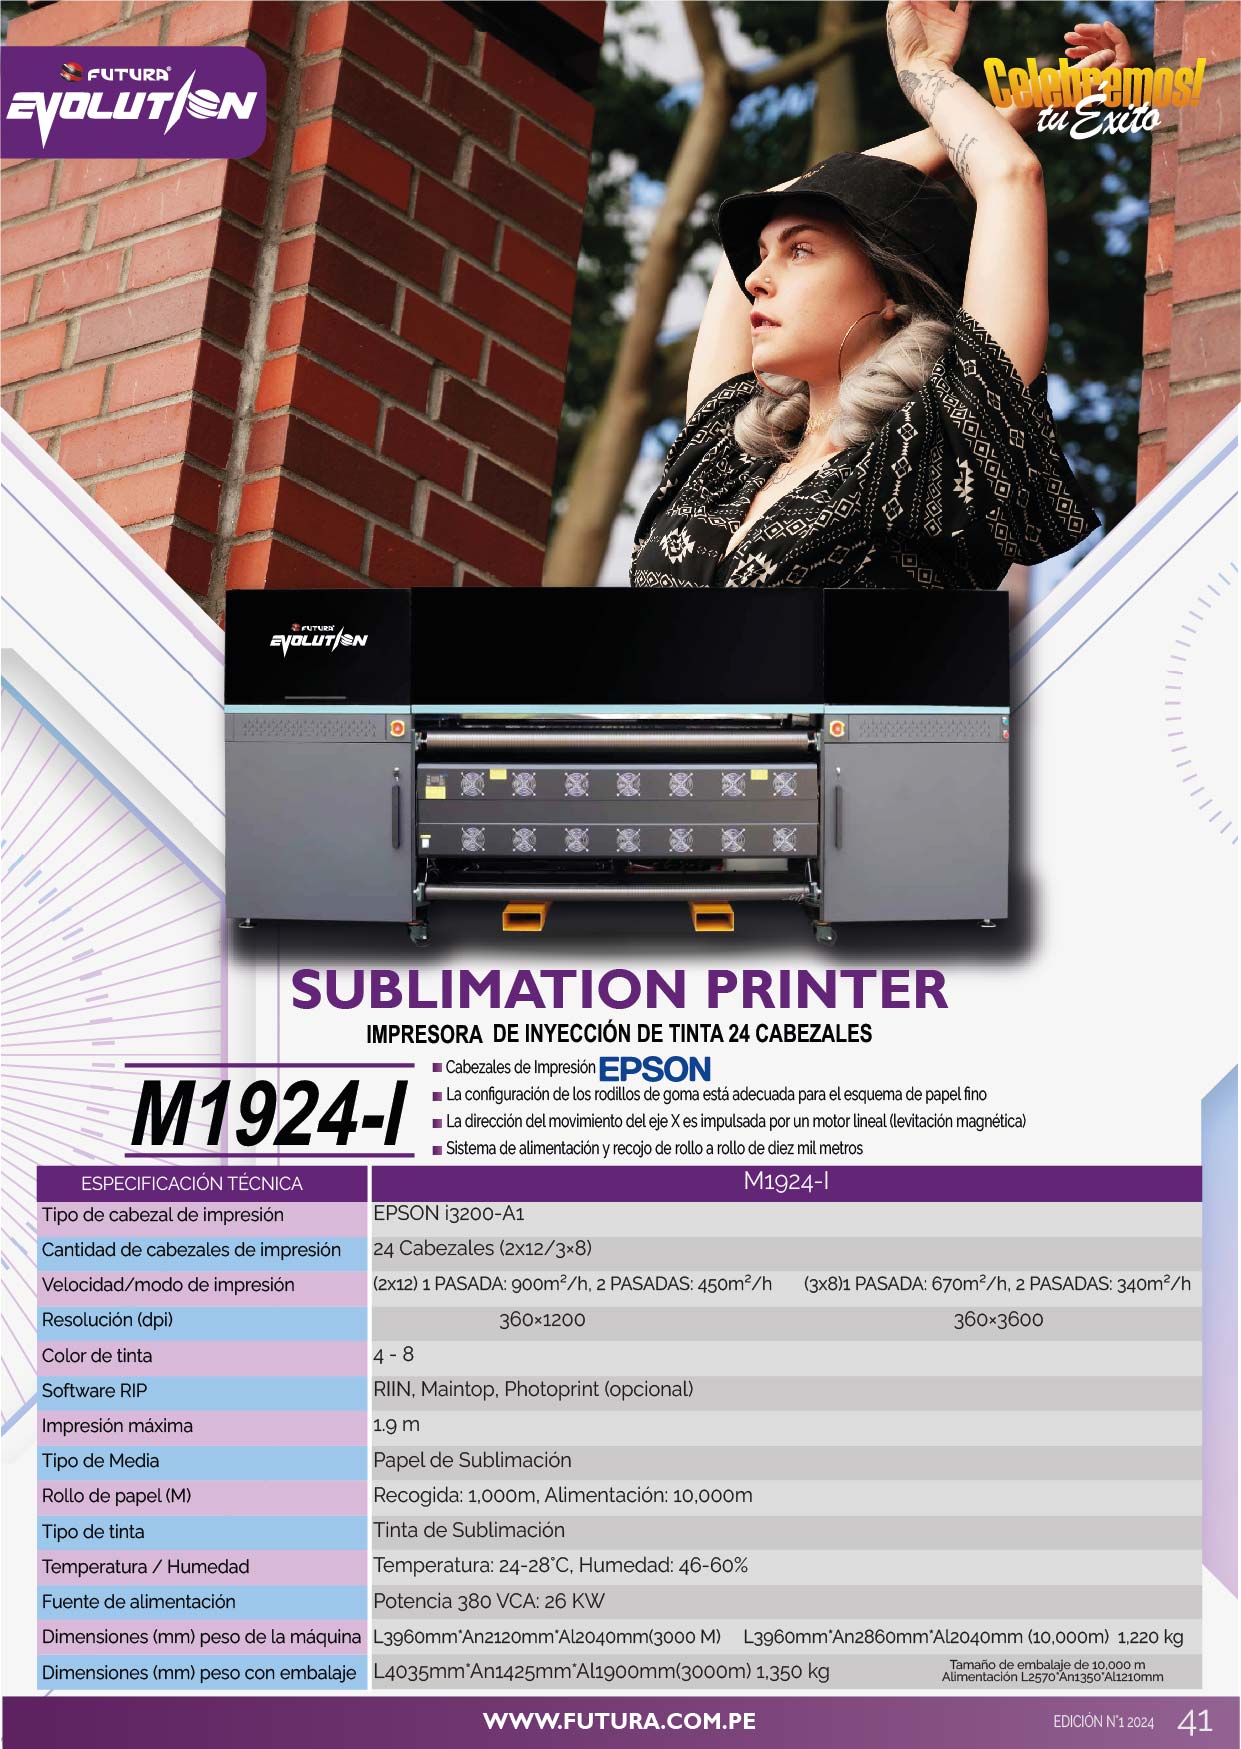 FUTURA®
EVOLUTION
Celebremos!
tu Éxito
FUTURA®
EVOLUTION
SUBLIMATION PRINTER
IMPRESORA DE INYECCIÓN DE TINTA 24 CABEZALES
M1924-I
Cabezales de Impresión EPSON
La configuración de los rodillos de goma está adecuada para el esquema de papel fino
La dirección del movimiento del eje X es impulsada por un motor lineal (levitación magnética)
Sistema de alimentación y recojo de rollo a rollo de diez mil metros
ESPECIFICACIÓN TÉCNICA M1924-I
Tipo de cabezal de impresión EPSON i3200-A1
Cantidad de cabezales de impresión 24 Cabezales (2x12/3×8)
Velocidad/modo de impresión (2x12) 1 PASADA: 900m²/h, 2 PASADAS: 450m²/h (3x8)1 PASADA: 670m²/h, 2 PASADAS: 340m²/h
Resolución (dpi) 360×1200 360×3600
Color de tinta 4 - 8
Software RIP RIIN, Maintop, Photoprint (opcional)
Impresión máxima 1.9 m
Tipo de Media Papel de Sublimación
Rollo de papel (M) Recogida: 1,000m, Alimentación: 10,000m
Tipo de tinta Tinta de Sublimación
Temperatura / Humedad Temperatura: 24-28°C, Humedad: 46-60%
Fuente de alimentación Potencia 380 VCA: 26 KW
Dimensiones (mm) peso de la máquina L3960mm*An2120mm*Al2040mm(3000 M) L3960mm*An2860mm*Al2040mm (10,000m) 1,220 kg
Dimensiones (mm) peso con embalaje L4035mm*An1425mm*Al1900mm(3000m) 1,350 kg Tamaño de embalaje de 10,000 m
Alimentación L2570*An1350*Al1210mm
WWW.FUTURA.COM.PE
EDICIÓN N°1 2024 41